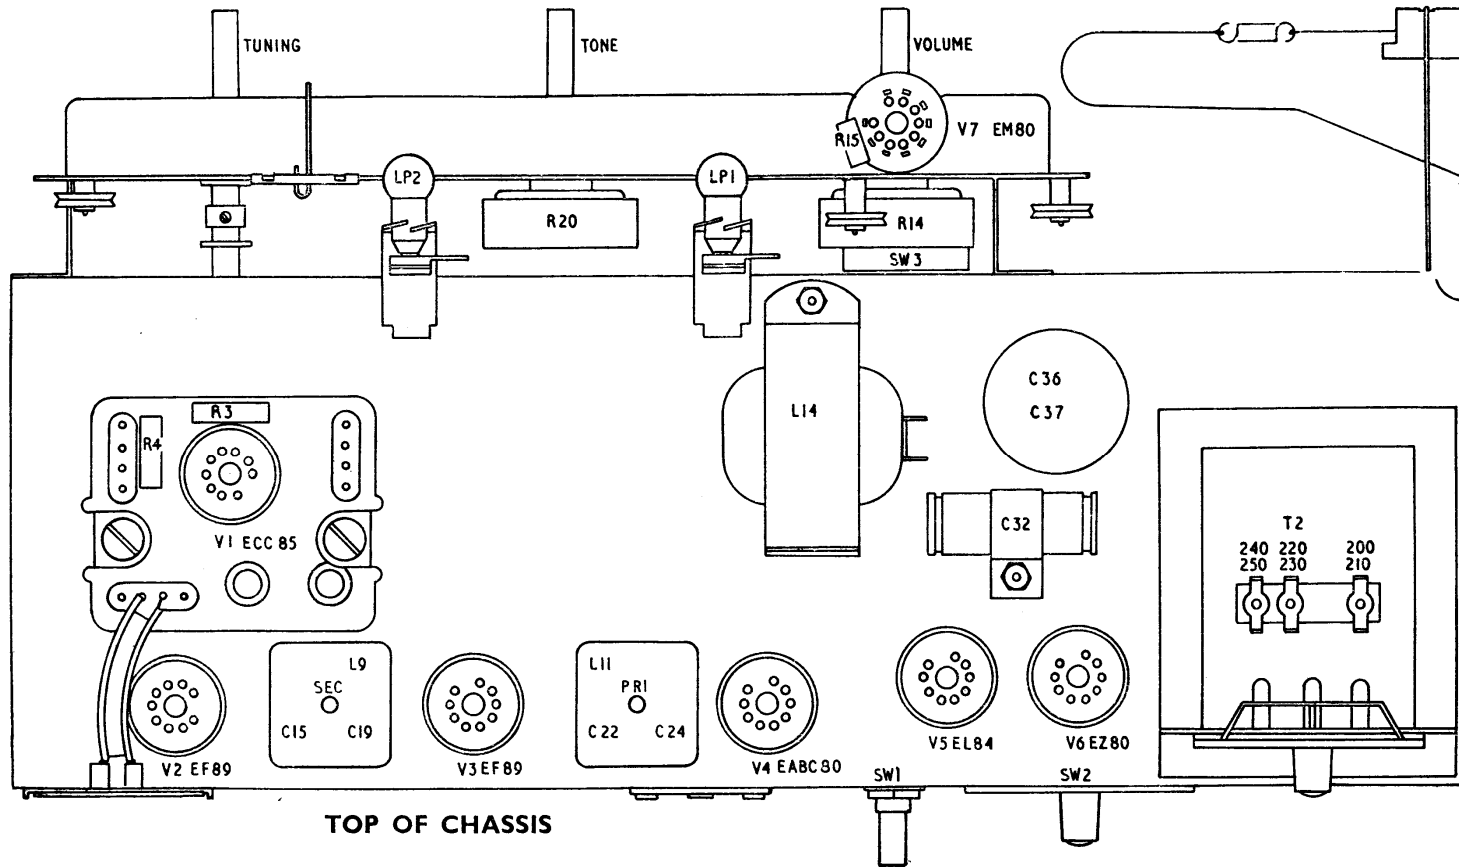 TUNING
TONE
VOLUME
V7 EM80
R15
LP2
LP1
R20
R14
SW3
C36
C37
L14
R3
R4
C32
T2
240 220 200
250 230 210
V1 ECC85
L9
SEC
C15 C19
L11
PRI
C22 C24
V2 EF89
V3 EF89
V4 EABC80
V5 EL84
V6 EZ80
SW1
SW2
TOP OF CHASSIS